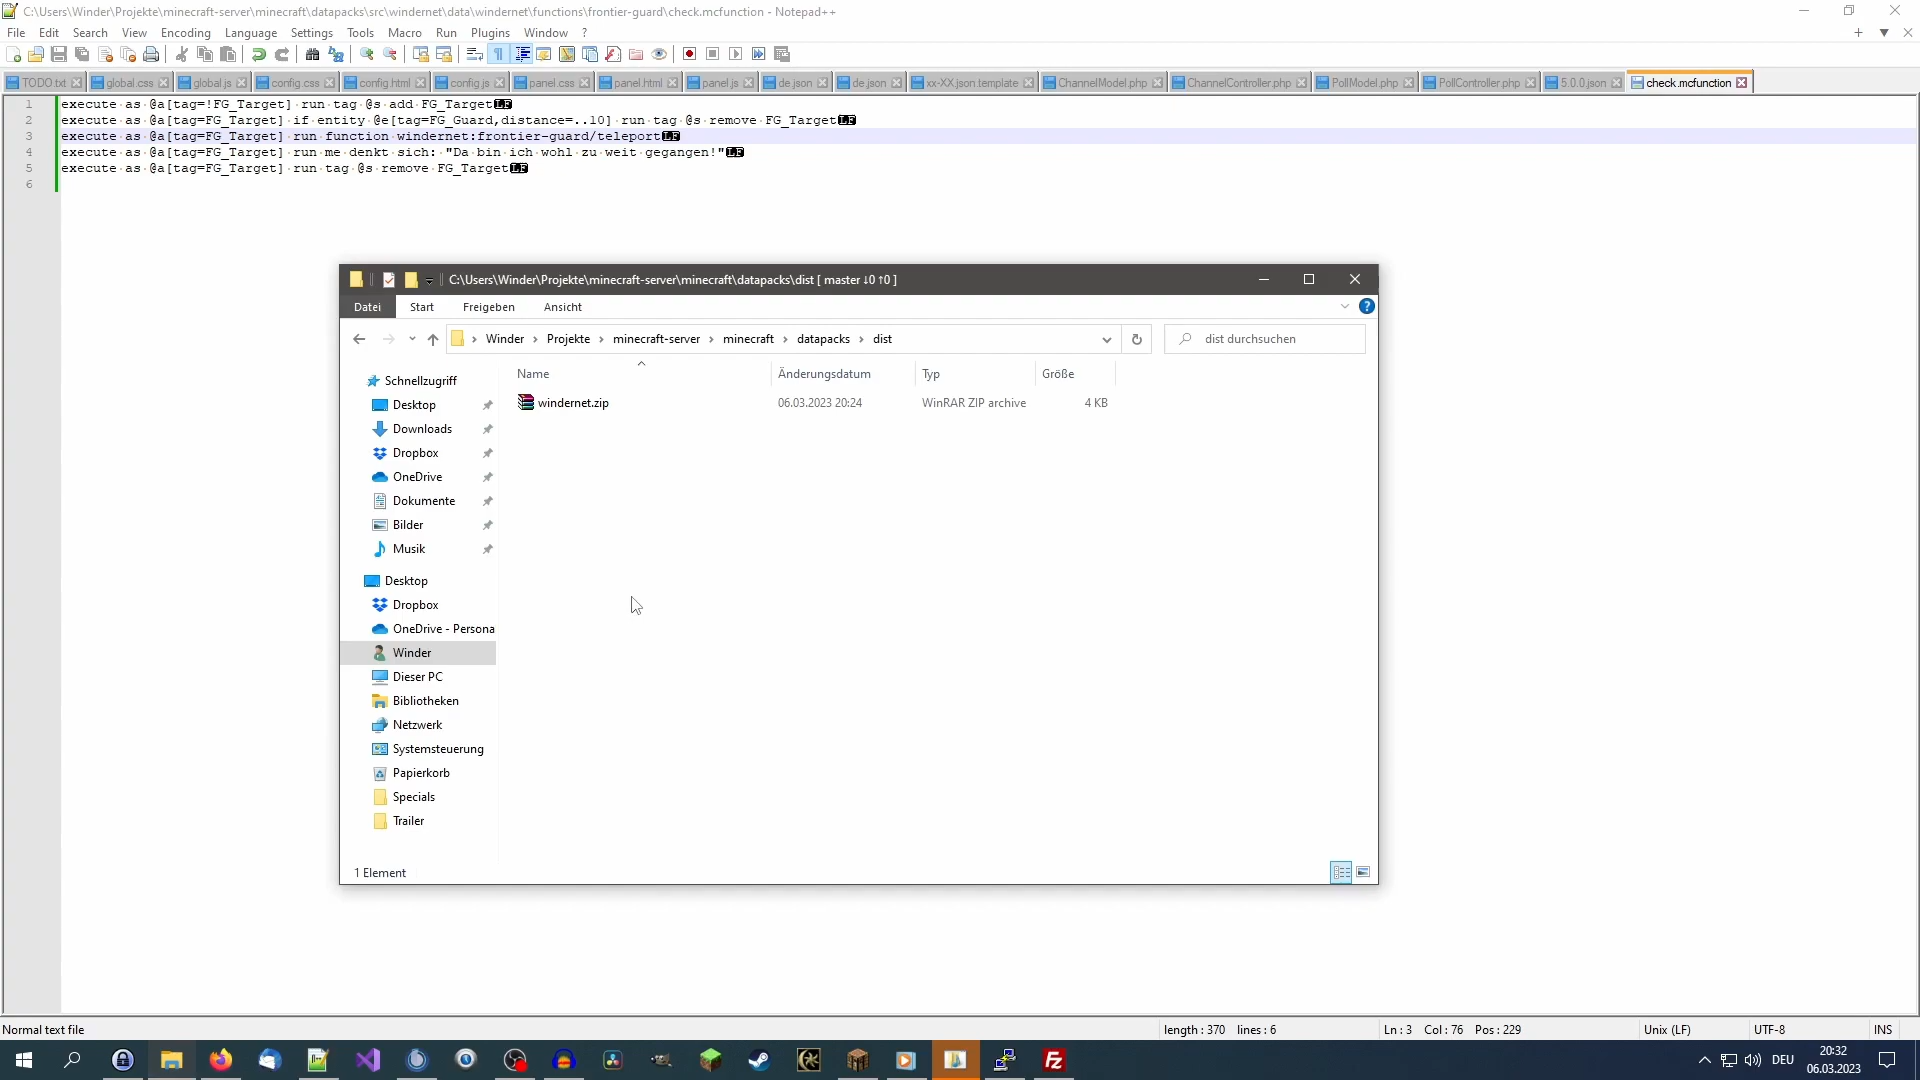 C:\Users\Winder\Projekte\minecraft-server\minecraft\datapacks\src\windernet\data\windernet\functions\frontier-guard\check.mcfunction - Notepad++
File Edit Search View Encoding Language Settings Tools Macro Run Plugins Window ?
TODO.txt global.css global.js config.css config.html config.js panel.css panel.html panel.js de.json de.json xx-XX.json.template ChannelModel.php ChannelController.php PollModel.php PollController.php 5.0.0.json check.mcfunction
1 execute as @a[tag=!FG_Target] run tag @s add FG_TargetLF
2 execute as @a[tag=FG_Target] if entity @e[tag=FG_Guard,distance=..10] run tag @s remove FG_TargetLF
3 execute as @a[tag=FG_Target] run function windernet:frontier-guard/teleportLF
4 execute as @a[tag=FG_Target] run me denkt sich: "Da bin ich wohl zu weit gegangen!"LF
5 execute as @a[tag=FG_Target] run tag @s remove FG_TargetLF
6
C:\Users\Winder\Projekte\minecraft-server\minecraft\datapacks\dist [ master ↓0 ↑0 ]
Datei Start Freigeben Ansicht
Winder > Projekte > minecraft-server > minecraft > datapacks > dist
dist durchsuchen
Name Änderungsdatum Typ Größe
windernet.zip 06.03.2023 20:24 WinRAR ZIP archive 4 KB
Schnellzugriff
Desktop
Downloads
Dropbox
OneDrive
Dokumente
Bilder
Musik
Desktop
Dropbox
OneDrive - Persona
Winder
Dieser PC
Bibliotheken
Netzwerk
Systemsteuerung
Papierkorb
Specials
Trailer
1 Element
Normal text file length : 370 lines : 6 Ln : 3 Col : 76 Pos : 229 Unix (LF) UTF-8 INS
DEU
20:32
06.03.2023